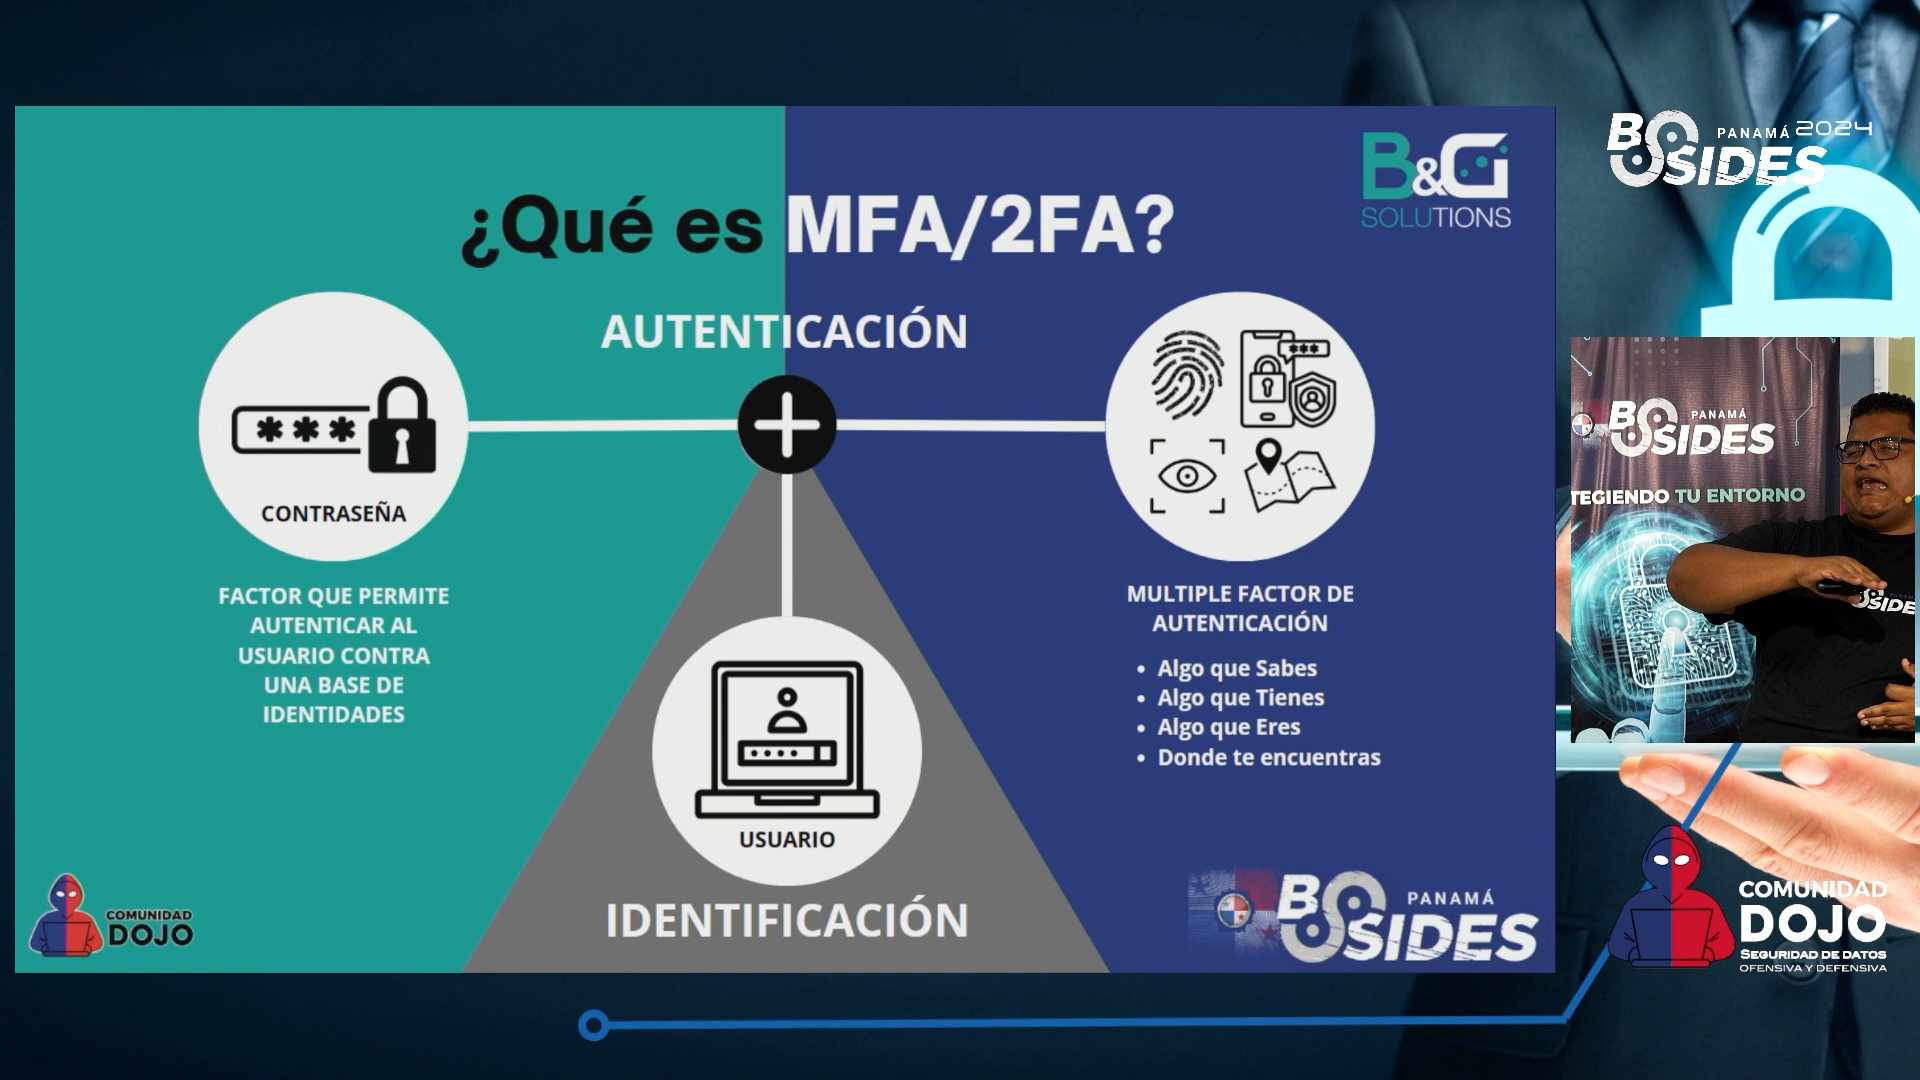 ¿Qué es MFA/2FA?
B&G
SOLUTIONS
AUTENTICACIÓN
***
CONTRASEÑA
FACTOR QUE PERMITE
AUTENTICAR AL
USUARIO CONTRA
UNA BASE DE
IDENTIDADES
***
MULTIPLE FACTOR DE
AUTENTICACIÓN
• Algo que Sabes
• Algo que Tienes
• Algo que Eres
• Donde te encuentras
USUARIO
IDENTIFICACIÓN
COMUNIDAD
DOJO
BSIDES PANAMÁ
BSIDES PANAMÁ 2024
BSIDES PANAMÁ
TEGIENDO TU ENTORNO
SIDE
COMUNIDAD
DOJO
SEGURIDAD DE DATOS
OFENSIVA Y DEFENSIVA